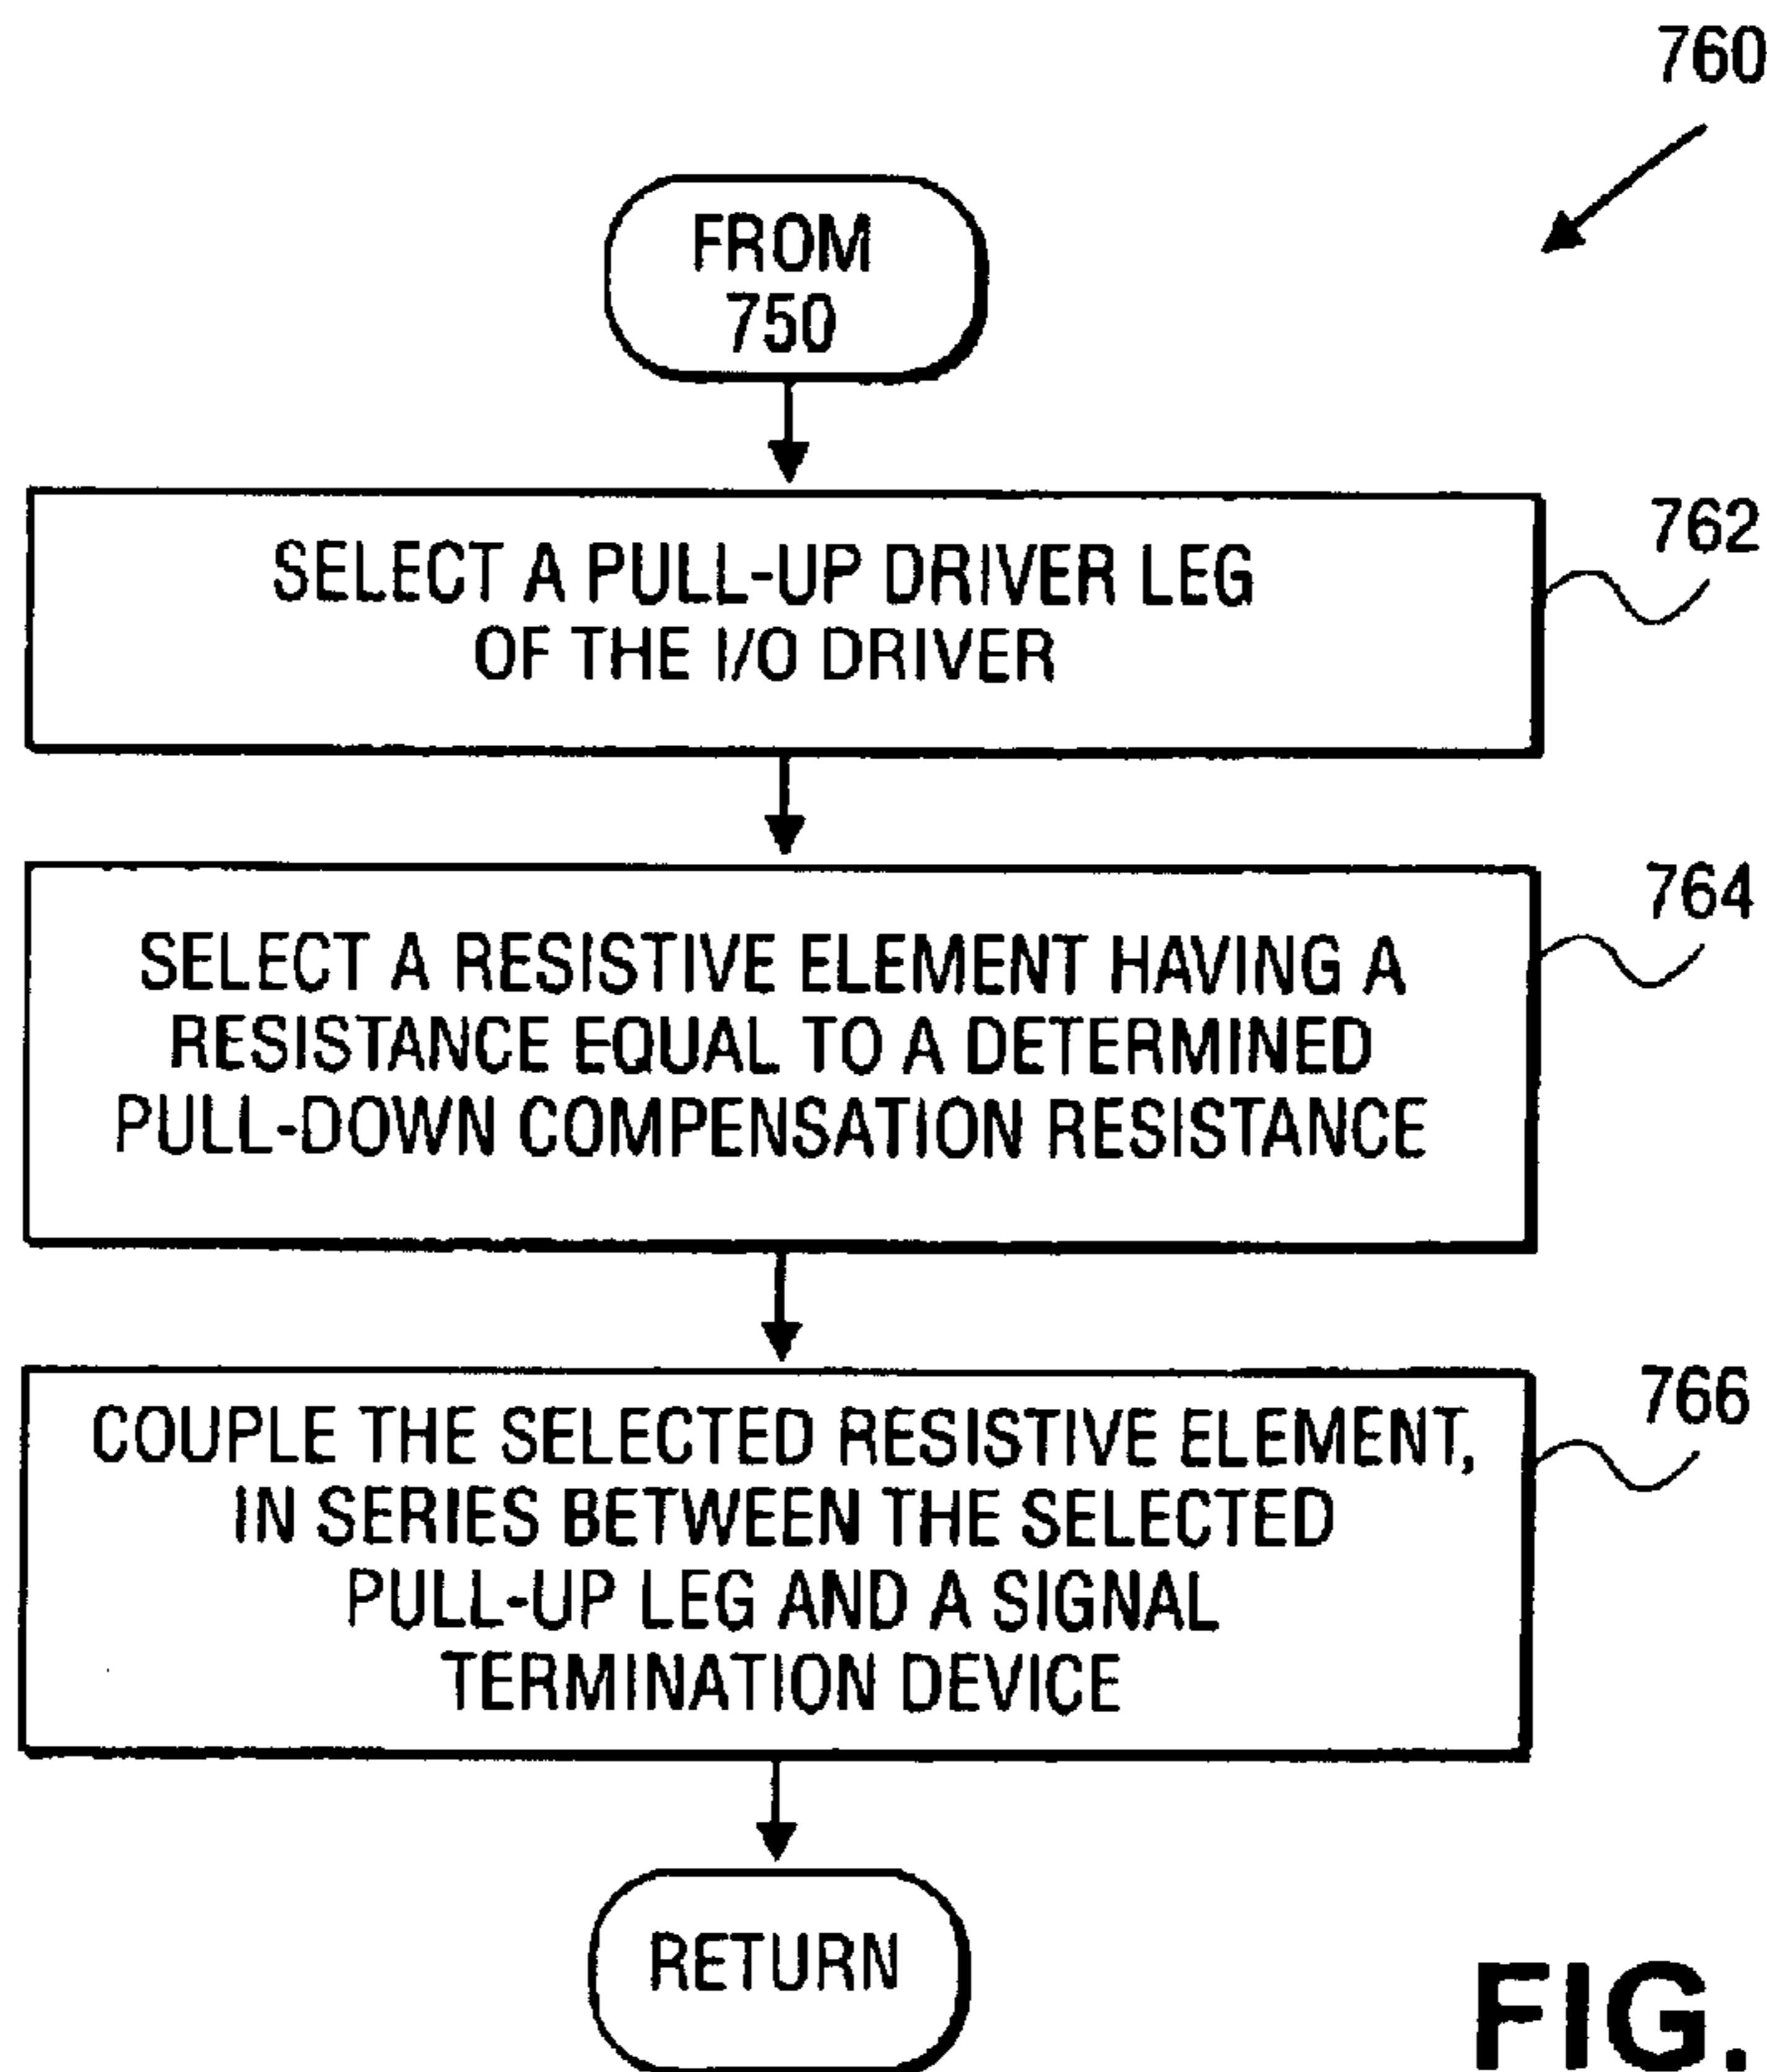 760
FROM
750
762
SELECT A PULL-UP DRIVER LEG
OF THE I/O DRIVER
764
SELECT A RESISTIVE ELEMENT HAVING A
RESISTANCE EQUAL TO A DETERMINED
PULL-DOWN COMPENSATION RESISTANCE
766
COUPLE THE SELECTED RESISTIVE ELEMENT,
IN SERIES BETWEEN THE SELECTED
PULL-UP LEG AND A SIGNAL
TERMINATION DEVICE
RETURN
FIG.